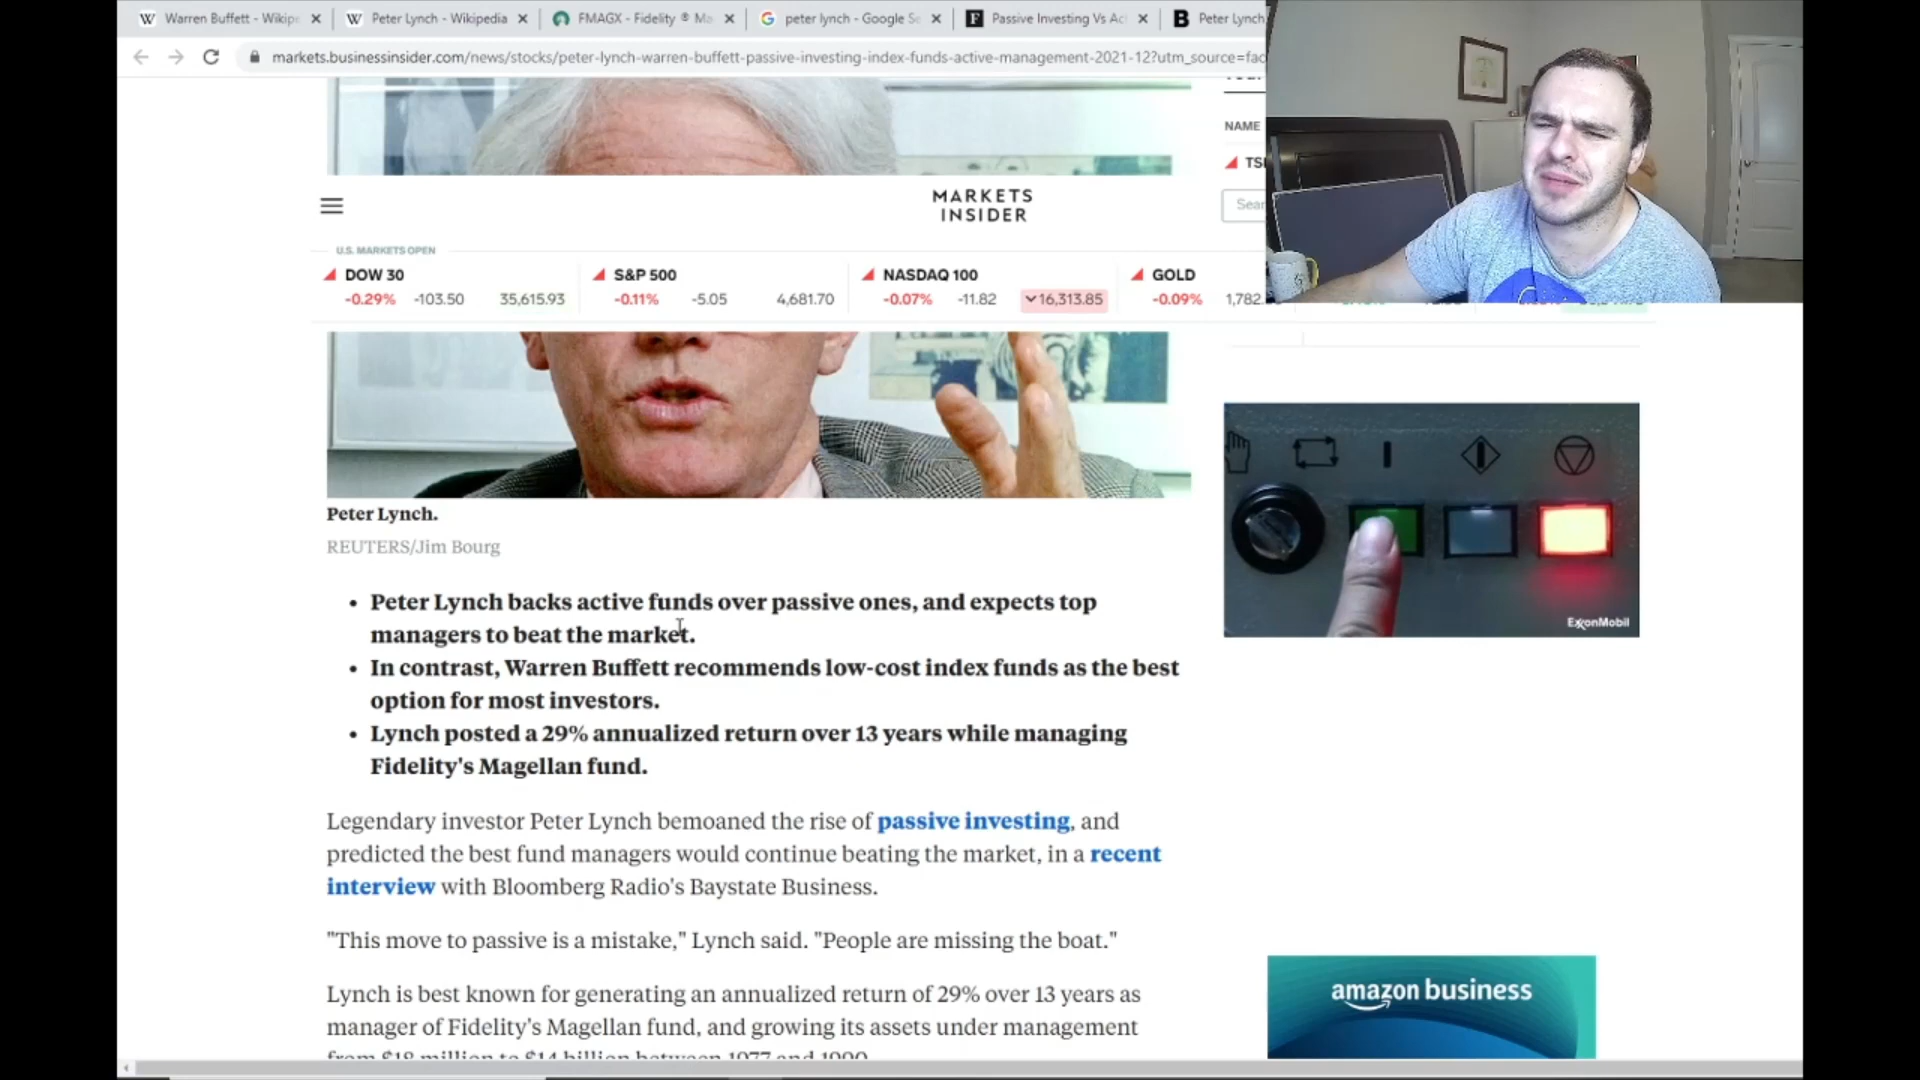 Warren Buffett - Wikip
Peter Lynch - Wikipedia
FMAGX - Fidelity ® Ma
peter lynch - Google Se
Passive Investing Vs Ac
Peter Lynch
markets.businessinsider.com/news/stocks/peter-lynch-warren-buffett-passive-investing-index-funds-active-management-2021-12?utm_source=fac
NAME
MARKETS
INSIDER
U.S. MARKETS OPEN
DOW 30
-0.29% -103.50 35,615.93
S&P 500
-0.11% -5.05 4,681.70
NASDAQ 100
-0.07% -11.82 16,313.85
GOLD
-0.09% 1,782.
Peter Lynch.
REUTERS/Jim Bourg
• Peter Lynch backs active funds over passive ones, and expects top
managers to beat the market.
• In contrast, Warren Buffett recommends low-cost index funds as the best
option for most investors.
• Lynch posted a 29% annualized return over 13 years while managing
Fidelity's Magellan fund.
Legendary investor Peter Lynch bemoaned the rise of passive investing, and
predicted the best fund managers would continue beating the market, in a recent
interview with Bloomberg Radio's Baystate Business.
"This move to passive is a mistake," Lynch said. "People are missing the boat."
Lynch is best known for generating an annualized return of 29% over 13 years as
manager of Fidelity's Magellan fund, and growing its assets under management
from $18 million to $14 billion between 1977 and 1990.
ExxonMobil
amazon business